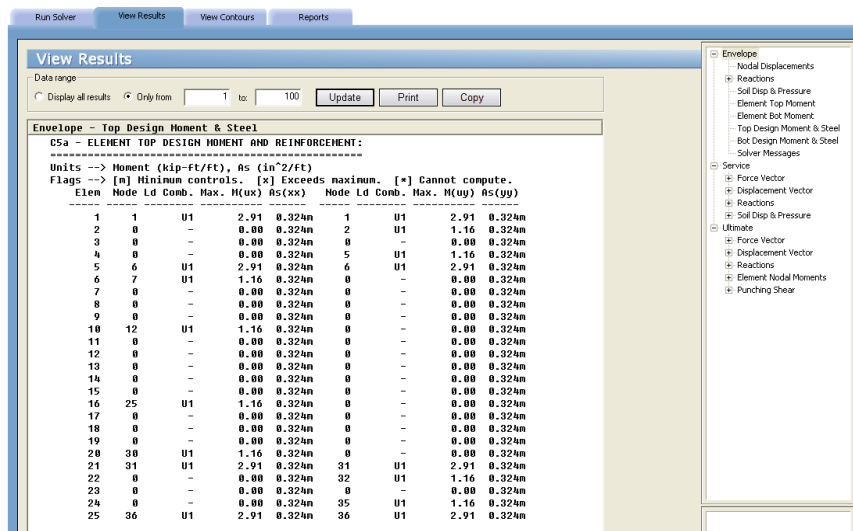 Run Solver View Results View Contours Reports
View Results
Data range
Display all results Only from 1 to: 100 Update Print Copy
Envelope - Top Design Moment & Steel
C5a - ELEMENT TOP DESIGN MOMENT AND REINFORCEMENT:
==================================================
Units --> Moment (kip-ft/ft), As (in^2/ft)
Flags --> [m] Minimum controls. [x] Exceeds maximum. [*] Cannot compute.
Elem Node Ld Comb. Max. M(ux) As(xx) Node Ld Comb. Max. M(uy) As(yy)
----- ----- -------- ---------- ------- ----- -------- ---------- -------
1 1 U1 2.91 0.324m 1 U1 2.91 0.324m
2 0 - 0.00 0.324m 2 U1 1.16 0.324m
3 0 - 0.00 0.324m 0 - 0.00 0.324m
4 0 - 0.00 0.324m 5 U1 1.16 0.324m
5 6 U1 2.91 0.324m 6 U1 2.91 0.324m
6 7 U1 1.16 0.324m 0 - 0.00 0.324m
7 0 - 0.00 0.324m 0 - 0.00 0.324m
8 0 - 0.00 0.324m 0 - 0.00 0.324m
9 0 - 0.00 0.324m 0 - 0.00 0.324m
10 12 U1 1.16 0.324m 0 - 0.00 0.324m
11 0 - 0.00 0.324m 0 - 0.00 0.324m
12 0 - 0.00 0.324m 0 - 0.00 0.324m
13 0 - 0.00 0.324m 0 - 0.00 0.324m
14 0 - 0.00 0.324m 0 - 0.00 0.324m
15 0 - 0.00 0.324m 0 - 0.00 0.324m
16 25 U1 1.16 0.324m 0 - 0.00 0.324m
17 0 - 0.00 0.324m 0 - 0.00 0.324m
18 0 - 0.00 0.324m 0 - 0.00 0.324m
19 0 - 0.00 0.324m 0 - 0.00 0.324m
20 30 U1 1.16 0.324m 0 - 0.00 0.324m
21 31 U1 2.91 0.324m 31 U1 2.91 0.324m
22 0 - 0.00 0.324m 32 U1 1.16 0.324m
23 0 - 0.00 0.324m 0 - 0.00 0.324m
24 0 - 0.00 0.324m 35 U1 1.16 0.324m
25 36 U1 2.91 0.324m 36 U1 2.91 0.324m
Envelope
Nodal Displacements
Reactions
Soil Disp & Pressure
Element Top Moment
Element Bot Moment
Top Design Moment & Steel
Bot Design Moment & Steel
Solver Messages
Service
Force Vector
Displacement Vector
Reactions
Soil Disp & Pressure
Ultimate
Force Vector
Displacement Vector
Reactions
Element Nodal Moments
Punching Shear